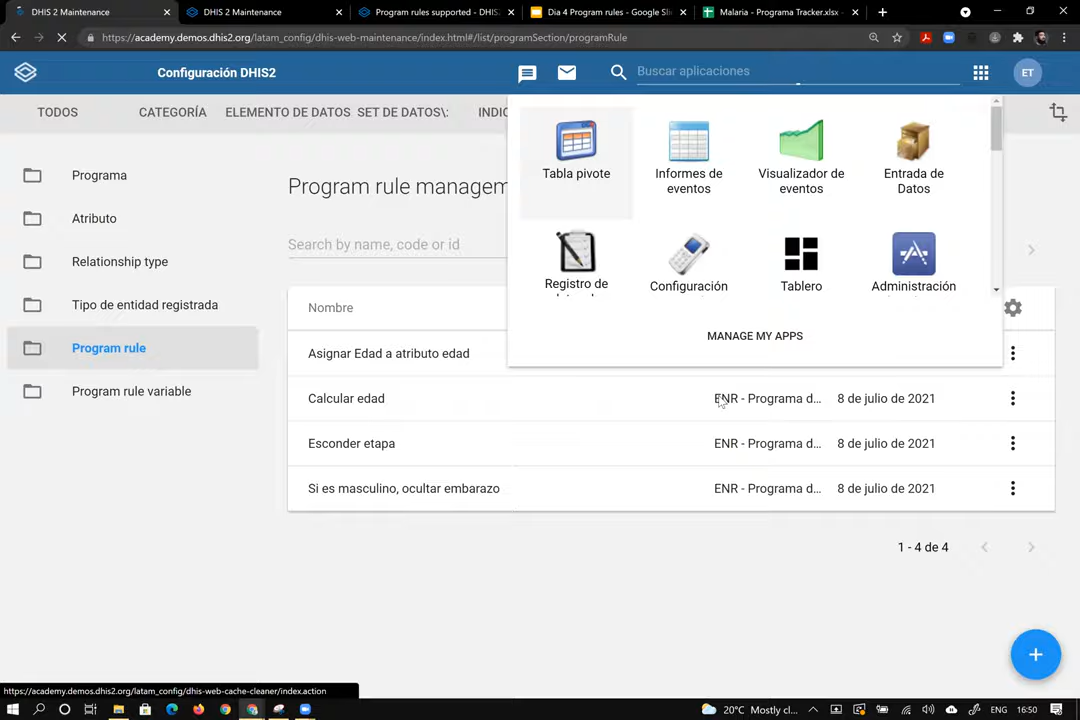 DHIS 2 Maintenance
DHIS 2 Maintenance
Program rules supported - DHIS
Dia 4 Program rules - Google Sli
Malaria - Programa Tracker.xlsx -
https://academy.demos.dhis2.org/latam_config/dhis-web-maintenance/index.html#/list/programSection/programRule
Configuración DHIS2
Buscar aplicaciones
ET
TODOS
CATEGORÍA
ELEMENTO DE DATOS
SET DE DATOS\:
INDIC
Programa
Atributo
Relationship type
Tipo de entidad registrada
Program rule
Program rule variable
Program rule managem
Search by name, code or id
Tabla pivote
Informes de
eventos
Visualizador de
eventos
Entrada de
Datos
Registro de
Configuración
Tablero
Administración
MANAGE MY APPS
Nombre
Asignar Edad a atributo edad
Calcular edad
ENR - Programa d...
8 de julio de 2021
Esconder etapa
ENR - Programa d...
8 de julio de 2021
Si es masculino, ocultar embarazo
ENR - Programa d...
8 de julio de 2021
1 - 4 de 4
https://academy.demos.dhis2.org/latam_config/dhis-web-cache-cleaner/index.action
20°C Mostly cl...
ENG
16:50